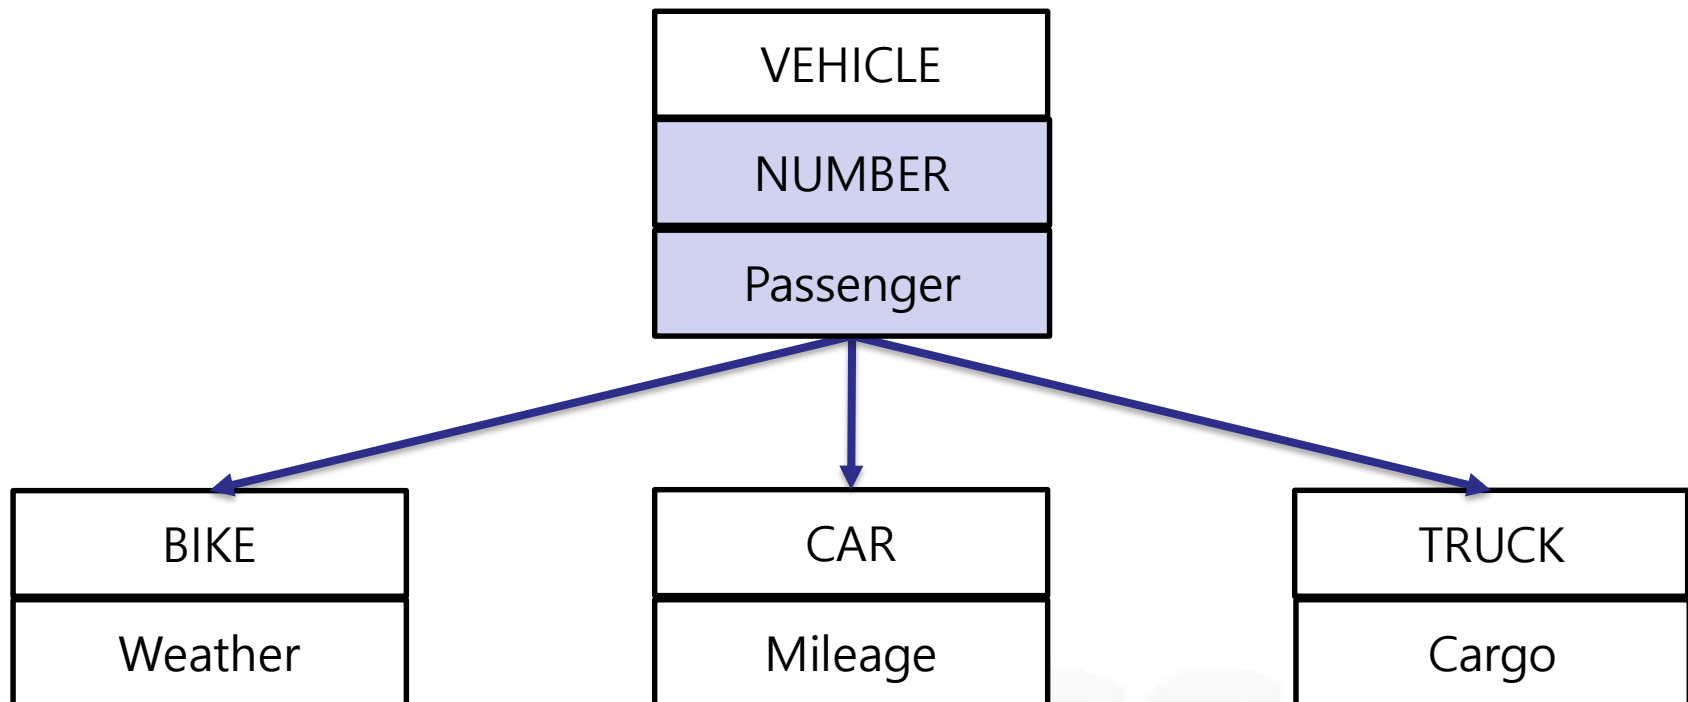 VEHICLE
NUMBER
Passenger
BIKE
CAR
TRUCK
Weather
Mileage
Cargo